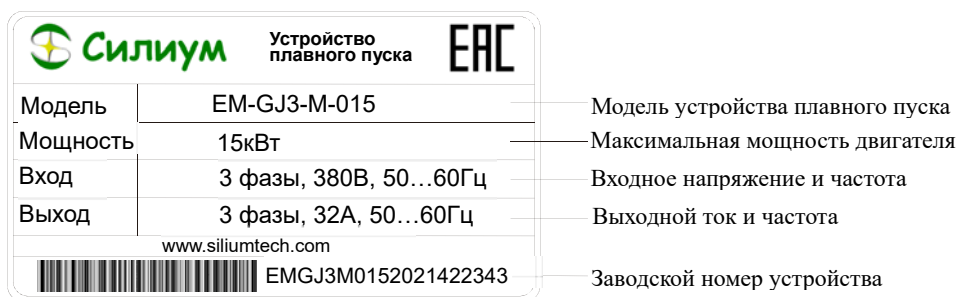 Силиум Устройство плавного пуска EAC
Модель EM-GJ3-M-015 Модель устройства плавного пуска
Мощность 15кВт Максимальная мощность двигателя
Вход 3 фазы, 380В, 50…60Гц Входное напряжение и частота
Выход 3 фазы, 32А, 50…60Гц Выходной ток и частота
www.siliumtech.com
EMGJ3M0152021422343 Заводской номер устройства